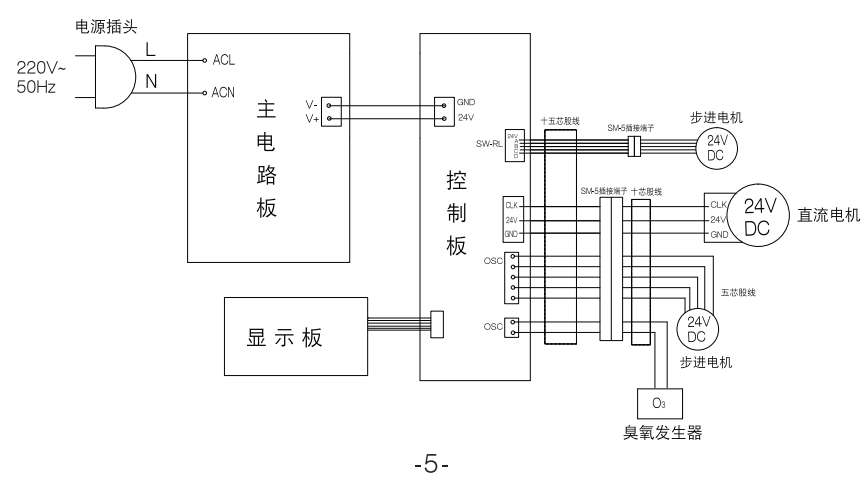 电源插头
220V~
50Hz
L
N
ACL
ACN
主电路板
V-
V+
GND
24V
控制板
SW-RL
24V
A
B
C
D
十五芯股线
SM-5插接端子
步进电机
24V
DC
CLK
24V
GND
SM-5插接端子
十芯股线
CLK
24V
GND
24V
DC
直流电机
OSC
五芯股线
24V
DC
步进电机
OSC
O3
臭氧发生器
显示板
-5-